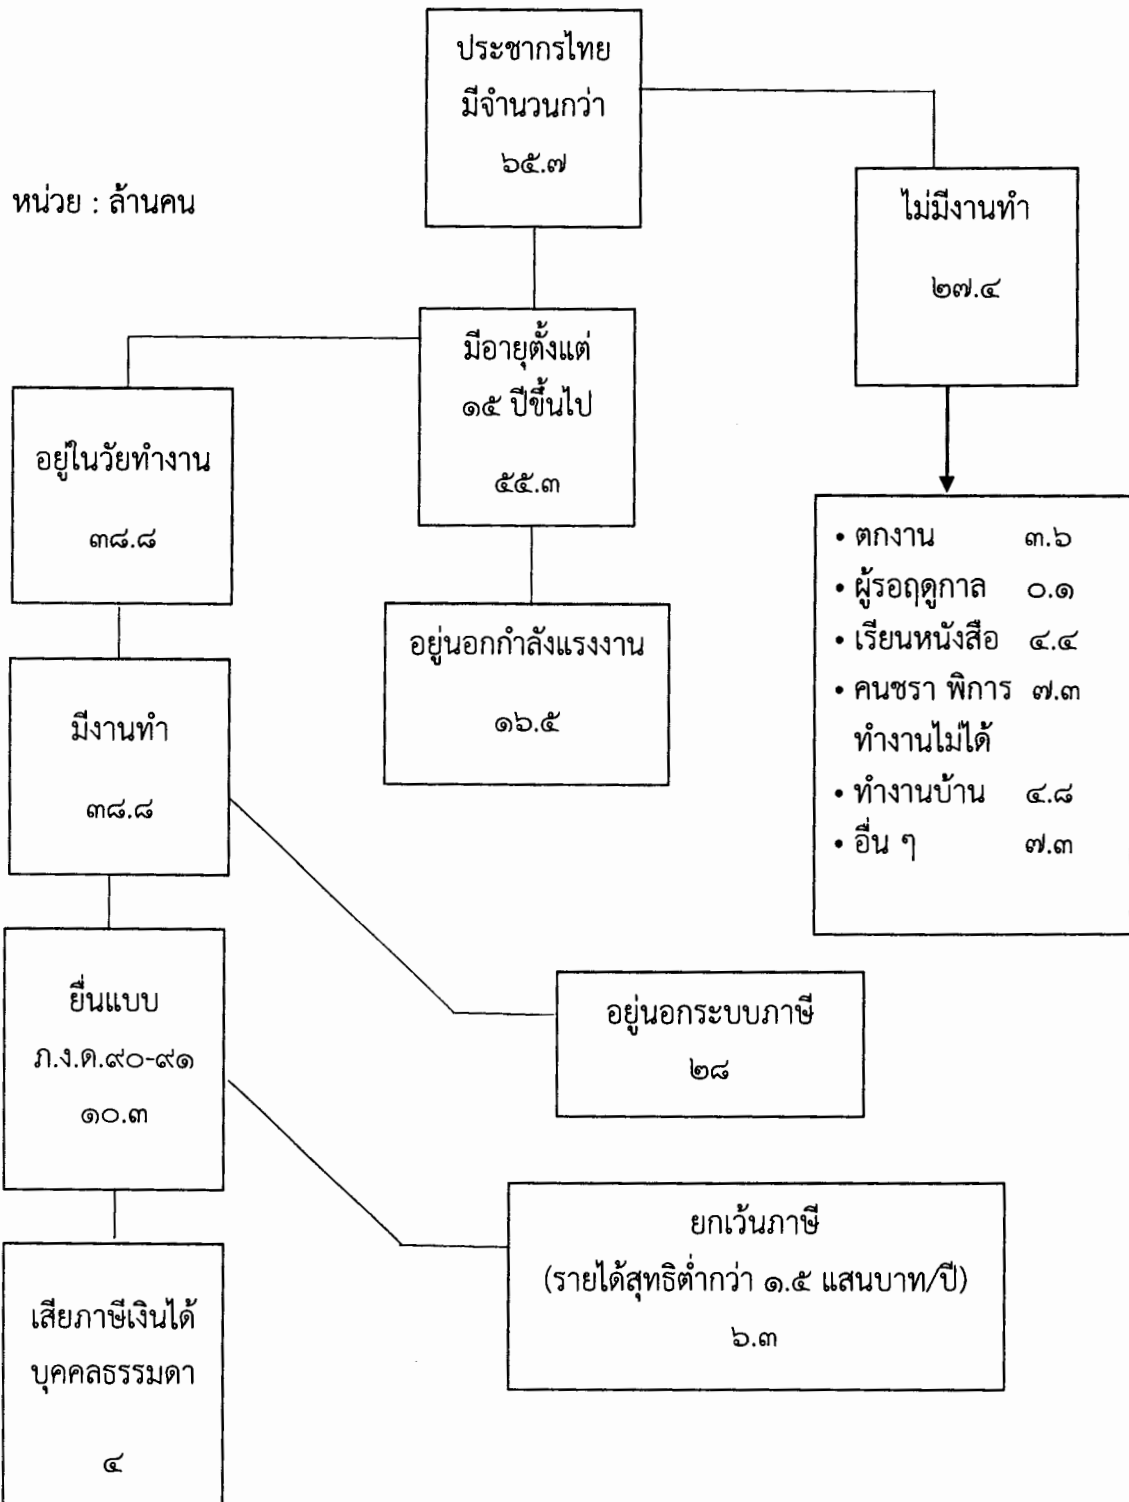 ประชากรไทย
มีจำนวนกว่า
๖๕.๗
หน่วย : ล้านคน
ไม่มีงานทำ
๒๗.๔
มีอายุตั้งแต่
๑๕ ปีขึ้นไป
๕๕.๓
อยู่ในวัยทำงาน
๓๘.๘
• ตกงาน ๓.๖
• ผู้รอฤดูกาล ๐.๑
• เรียนหนังสือ ๔.๔
• คนชรา พิการ ๗.๓
ทำงานไม่ได้
• ทำงานบ้าน ๔.๘
• อื่น ๆ ๗.๓
อยู่นอกกำลังแรงงาน
๑๖.๕
มีงานทำ
๓๘.๘
ยื่นแบบ
ภ.ง.ด.๙๐-๙๑
๑๐.๓
อยู่นอกระบบภาษี
๒๘
ยกเว้นภาษี
(รายได้สุทธิต่ำกว่า ๑.๕ แสนบาท/ปี)
๖.๓
เสียภาษีเงินได้
บุคคลธรรมดา
๔